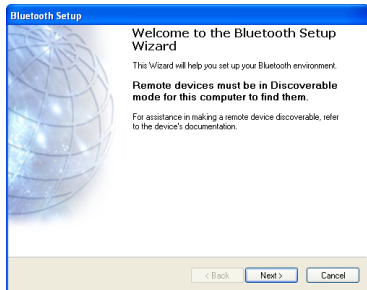 Bluetooth Setup
Welcome to the Bluetooth Setup
Wizard
This Wizard will help you set up your Bluetooth environment.
Remote devices must be in Discoverable
mode for this computer to find them.
For assistance in making a remote device discoverable, refer
to the device's documentation.
< Back Next > Cancel